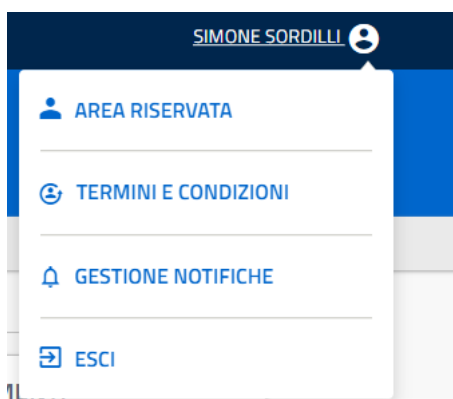 SIMONE SORDILLI
AREA RISERVATA
TERMINI E CONDIZIONI
GESTIONE NOTIFICHE
ESCI